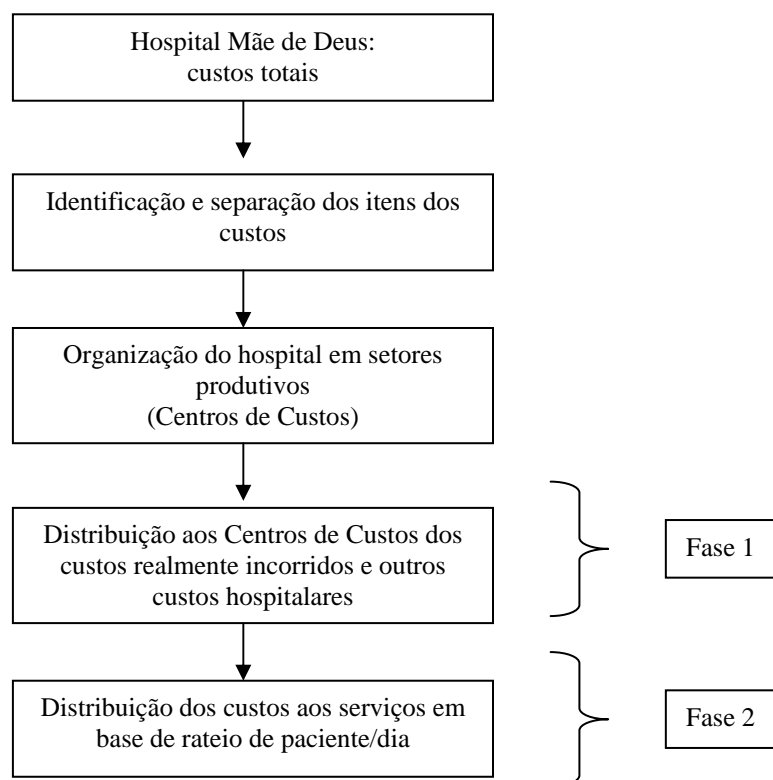 Hospital Mãe de Deus:
custos totais
Identificação e separação dos itens dos
custos
Organização do hospital em setores
produtivos
(Centros de Custos)
Distribuição aos Centros de Custos dos
custos realmente incorridos e outros
custos hospitalares
Fase 1
Distribuição dos custos aos serviços em
base de rateio de paciente/dia
Fase 2